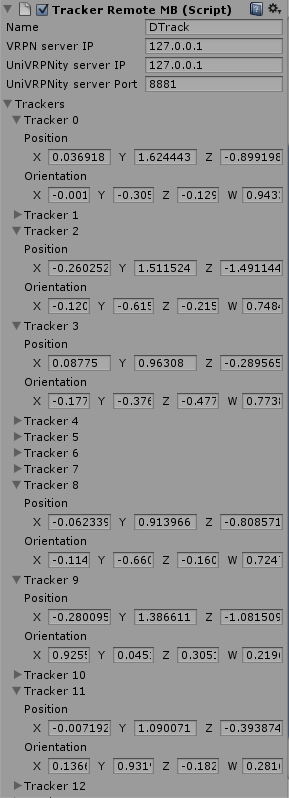 Tracker Remote MB (Script)
Name DTrack
VRPN server IP 127.0.0.1
UniVRPNity server IP 127.0.0.1
UniVRPNity server Port 8881
Trackers
Tracker 0
Position
X 0.036918 Y 1.624443 Z -0.899198
Orientation
X -0.001 Y -0.305 Z -0.129 W 0.943
Tracker 1
Tracker 2
Position
X -0.260252 Y 1.511524 Z -1.491144
Orientation
X -0.120 Y -0.615 Z -0.215 W 0.748
Tracker 3
Position
X 0.08775 Y 0.96308 Z -0.289565
Orientation
X -0.177 Y -0.376 Z -0.477 W 0.773
Tracker 4
Tracker 5
Tracker 6
Tracker 7
Tracker 8
Position
X -0.062339 Y 0.913966 Z -0.808571
Orientation
X -0.114 Y -0.660 Z -0.160 W 0.724
Tracker 9
Position
X -0.280095 Y 1.386611 Z -1.081509
Orientation
X 0.925 Y 0.045 Z 0.305 W 0.219
Tracker 10
Tracker 11
Position
X -0.007192 Y 1.090071 Z -0.393874
Orientation
X 0.136 Y 0.931 Z -0.182 W 0.281
Tracker 12